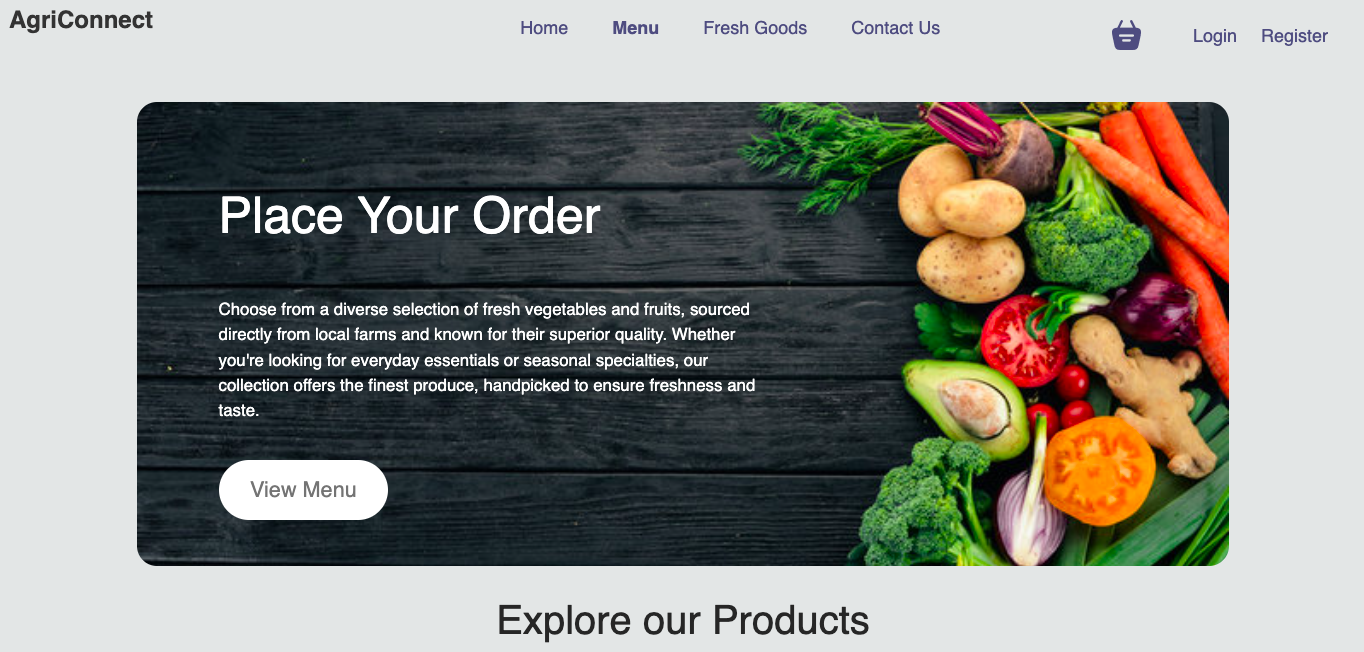 AgriConnect
Home
Menu
Fresh Goods
Contact Us
Login
Register
Place Your Order
Choose from a diverse selection of fresh vegetables and fruits, sourced
directly from local farms and known for their superior quality. Whether
you're looking for everyday essentials or seasonal specialties, our
collection offers the finest produce, handpicked to ensure freshness and
taste.
View Menu
Explore our Products